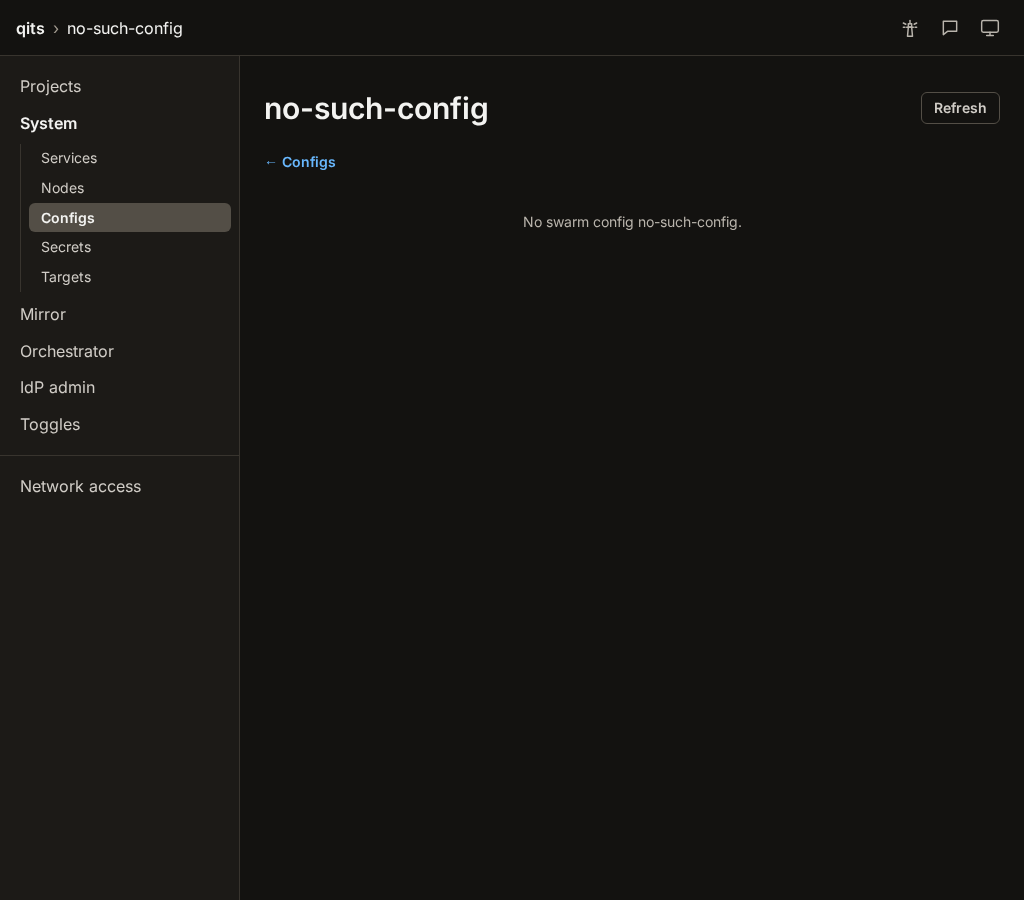 qits › no-such-config
Projects
System
Services
Nodes
Configs
Secrets
Targets
Mirror
Orchestrator
IdP admin
Toggles
Network access
no-such-config
Refresh
← Configs
No swarm config no-such-config.